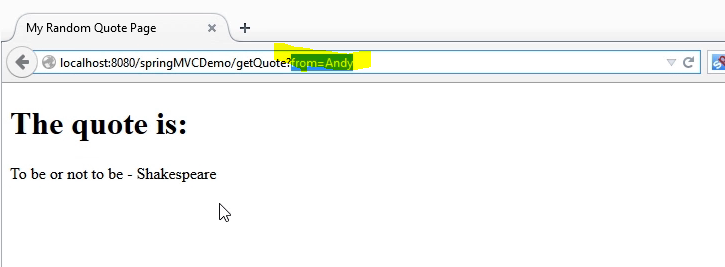 My Random Quote Page
localhost:8080/springMVCDemo/getQuote?from=Andy
The quote is:
To be or not to be - Shakespeare